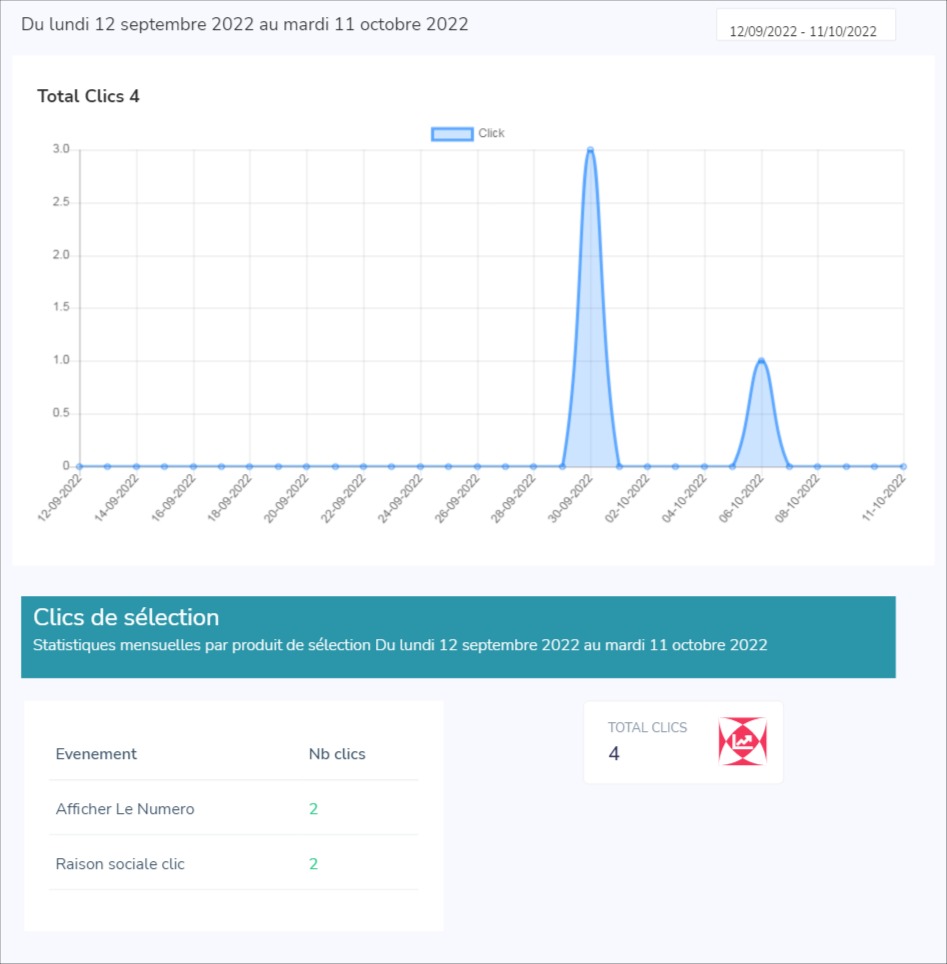 Du lundi 12 septembre 2022 au mardi 11 octobre 2022
12/09/2022 - 11/10/2022
Total Clics 4
Click
3.0
2.5
2.0
1.5
1.0
0.5
0
12-09-2022
14-09-2022
16-09-2022
18-09-2022
20-09-2022
22-09-2022
24-09-2022
26-09-2022
28-09-2022
30-09-2022
02-10-2022
04-10-2022
06-10-2022
08-10-2022
11-10-2022
Clics de sélection
Statistiques mensuelles par produit de sélection Du lundi 12 septembre 2022 au mardi 11 octobre 2022
Evenement Nb clics
Afficher Le Numero 2
Raison sociale clic 2
TOTAL CLICS
4